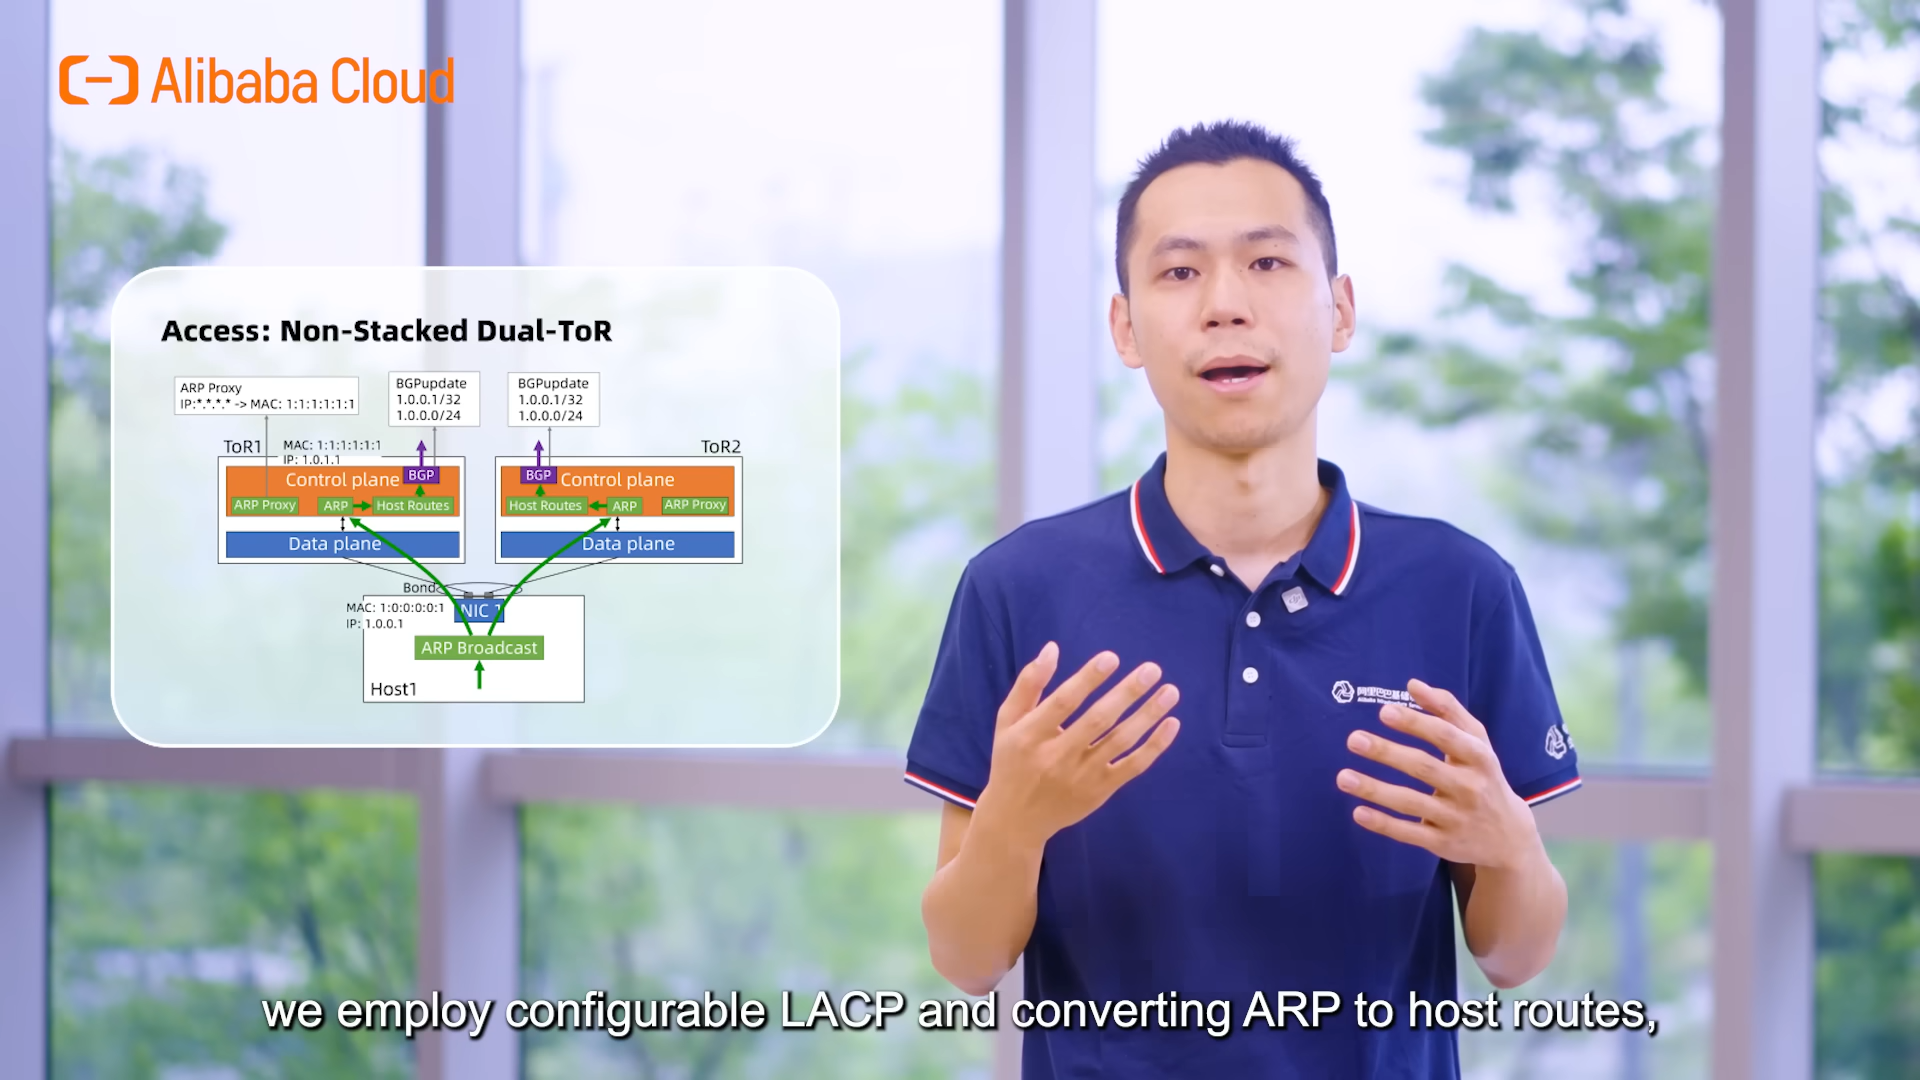 Alibaba Cloud
Access: Non-Stacked Dual-ToR
ARP Proxy
IP:*.*.*.* -> MAC: 1:1:1:1:1:1
BGPupdate
1.0.0.1/32
1.0.0.0/24
BGPupdate
1.0.0.1/32
1.0.0.0/24
ToR1
MAC: 1:1:1:1:1:1
IP: 1.0.1.1
ToR2
Control plane
BGP
ARP Proxy
ARP
Host Routes
Data plane
BGP
Control plane
Host Routes
ARP
ARP Proxy
Data plane
Bond
MAC: 1:0:0:0:0:1
IP: 1.0.0.1
NIC 1
ARP Broadcast
Host1
we employ configurable LACP and converting ARP to host routes,